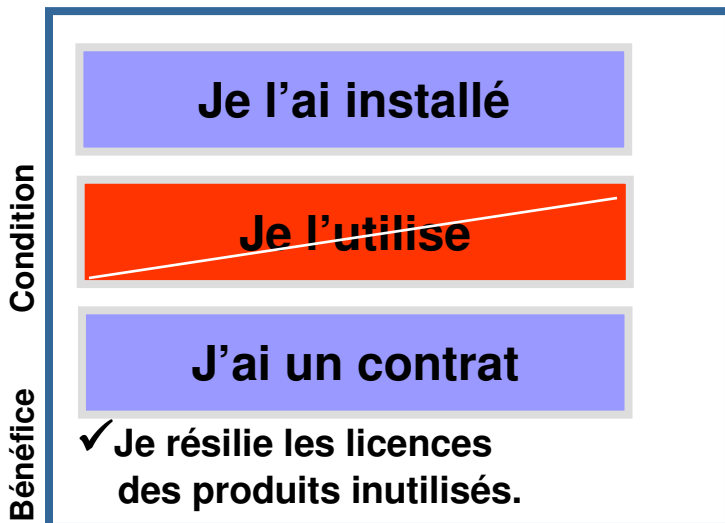 Condition
Je l’ai installé
Je l’utilise
J’ai un contrat
Bénéfice
✓Je résilie les licences
des produits inutilisés.